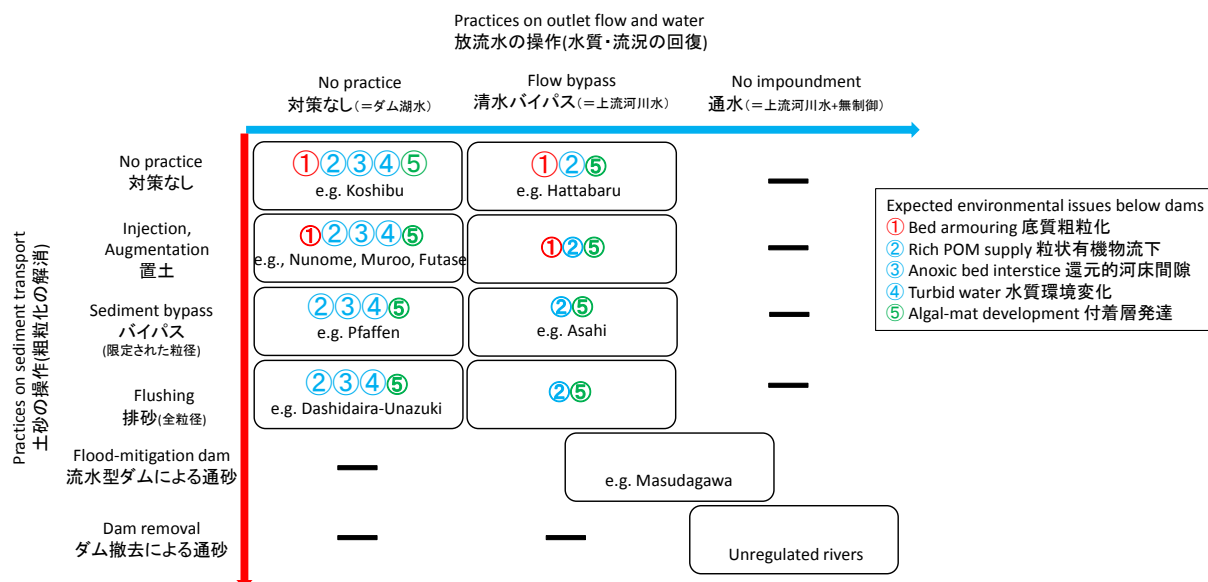 Practices on outlet flow and water
放流水の操作(水質・流況の回復)
No practice
対策なし(＝ダム湖水)
Flow bypass
清水バイパス(＝上流河川水)
No impoundment
通水(＝上流河川水+無制御)
Practices on sediment transport
土砂の操作(粗粒化の解消)
No practice
対策なし
①②③④⑤
e.g. Koshibu
①②⑤
e.g. Hattabaru
—
Injection,
Augmentation
置土
①②③④⑤
e.g., Nunome, Muroo, Futase
①②⑤
—
Sediment bypass
バイパス
(限定された粒径)
②③④⑤
e.g. Pfaffen
②⑤
e.g. Asahi
—
Flushing
排砂(全粒径)
②③④⑤
e.g. Dashidaira-Unazuki
②⑤
—
Flood-mitigation dam
流水型ダムによる通砂
—
e.g. Masudagawa
Dam removal
ダム撤去による通砂
—
—
Unregulated rivers
Expected environmental issues below dams
① Bed armouring 底質粗粒化
② Rich POM supply 粒状有機物流下
③ Anoxic bed interstice 還元的河床間隙
④ Turbid water 水質環境変化
⑤ Algal-mat development 付着層発達